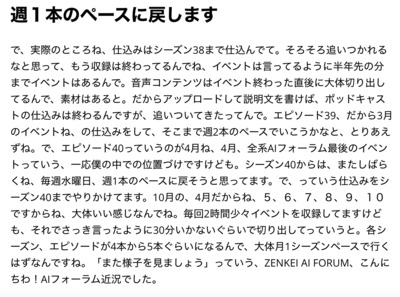 週１本のペースに戻します
で、実際のところね、仕込みはシーズン38まで仕込んでて。そろそろ追いつかれる
なと思って、もう収録は終わってるんでね、イベントは言ってるように半年先の分
までイベントはあるんで。音声コンテンツはイベント終わった直後に大体切り出し
てるんで、素材はあると。だからアップロードして説明文を書けば、ポッドキャス
トの仕込みは終わるんですが、追いついてきたってんで。エピソード39、だから3月
のイベントね、の仕込みをして、そこまで週2本のペースでいこうかなと、とりあえ
ずね。で、エピソード40っていうのが4月ね、4月、全系AIフォーラム最後のイベ
ントっていう、一応僕の中での位置づけですけども。シーズン40からは、またしばら
くね、毎週水曜日、週1本のペースに戻そうと思ってます。で、っていう仕込みをシー
ズン40までやりかけてます。10月の、4月だからね、５、６、７、８、９、１０
ですからね、大体いい感じなんでね。毎回2時間少々イベントを収録してますけど
も、それでさっき言ったように30分いかないぐらいで切り出してっていうと。各シー
ズン、エピソードが4本から5本ぐらいになるんで、大体月1シーズンペースで行く
はずなんですね。「また様子を見ましょう」っていう、ZENKEI AI FORUM、こんに
ちわ！AIフォーラム近況でした。